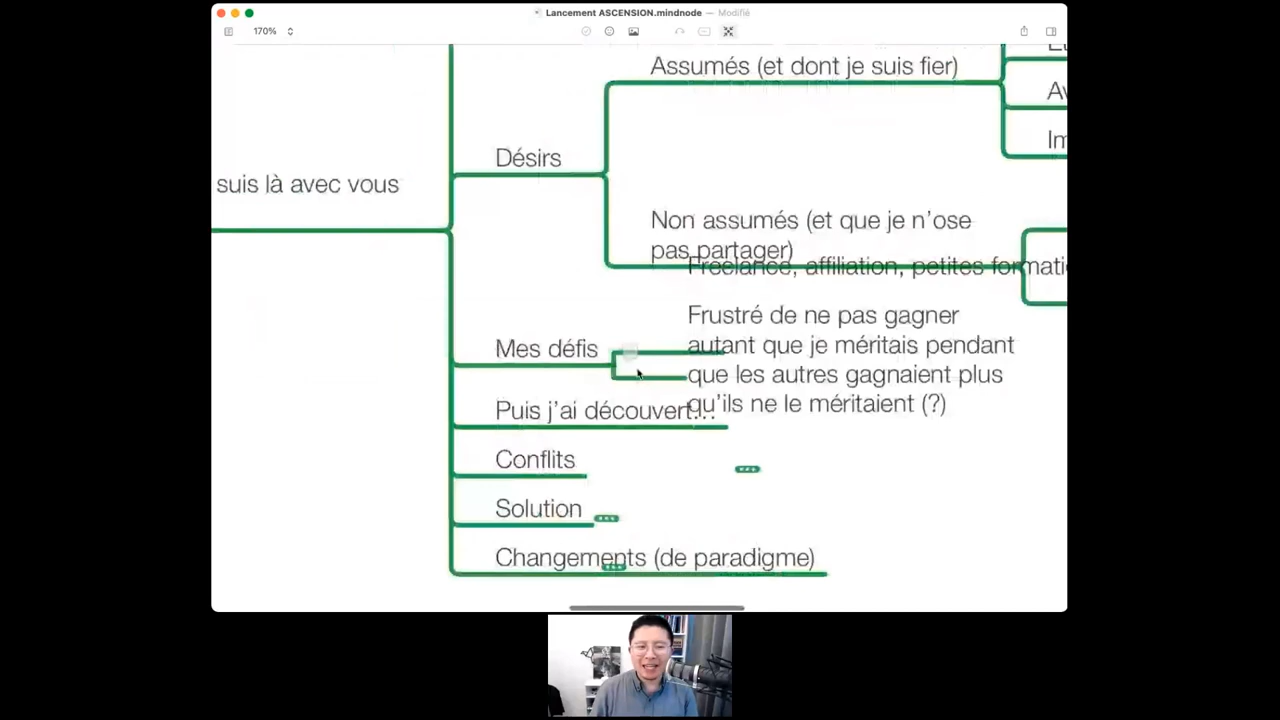 Lancement ASCENSION.mindnode — Modifié
170%
Assumés (et dont je suis fier)
Av
Im
Désirs
suis là avec vous
Non assumés (et que je n'ose
pas partager)
Freelance, affiliation, petites formati
Frustré de ne pas gagner
autant que je méritais pendant
que les autres gagnaient plus
qu'ils ne le méritaient (?)
Mes défis
Puis j'ai découvert...
Conflits
Solution
Changements (de paradigme)